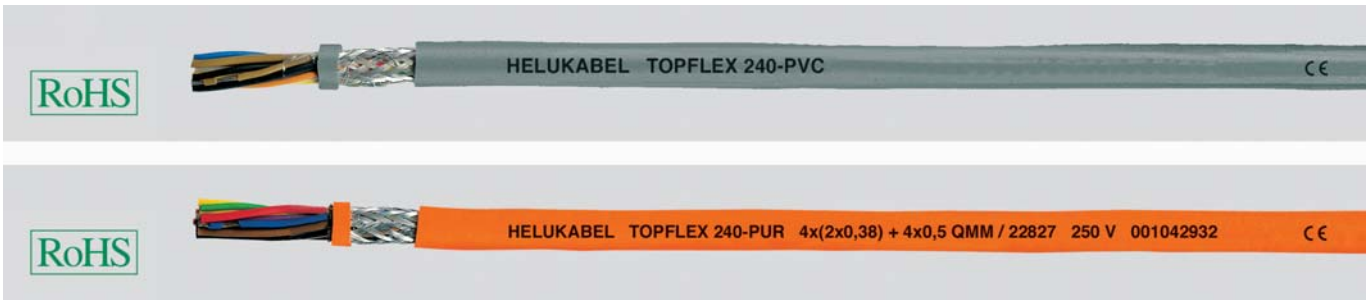 HELUKABEL TOPFLEX 240-PVC CE
RoHS
HELUKABEL TOPFLEX 240-PUR 4x(2x0,38) + 4x0,5 QMM / 22827 250 V 001042932 CE
RoHS